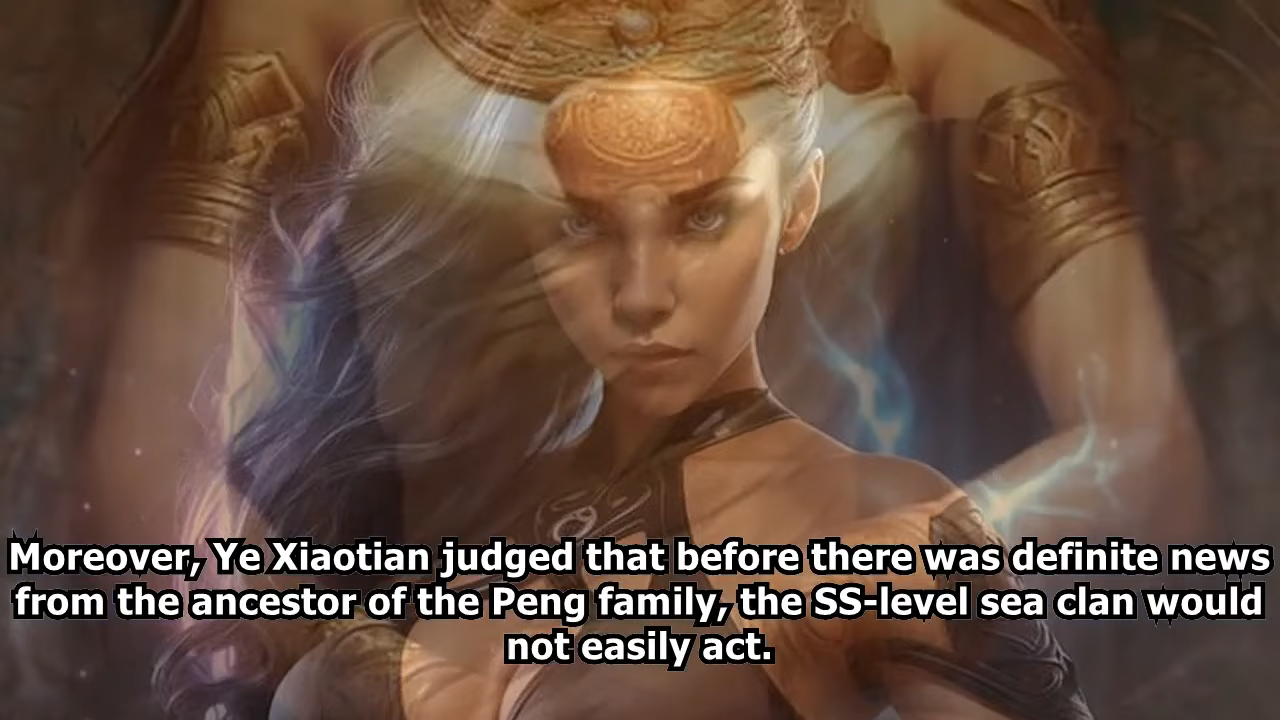 Moreover, Ye Xiaotian judged that before there was definite news
from the ancestor of the Peng family, the SS-level sea clan would
not easily act.